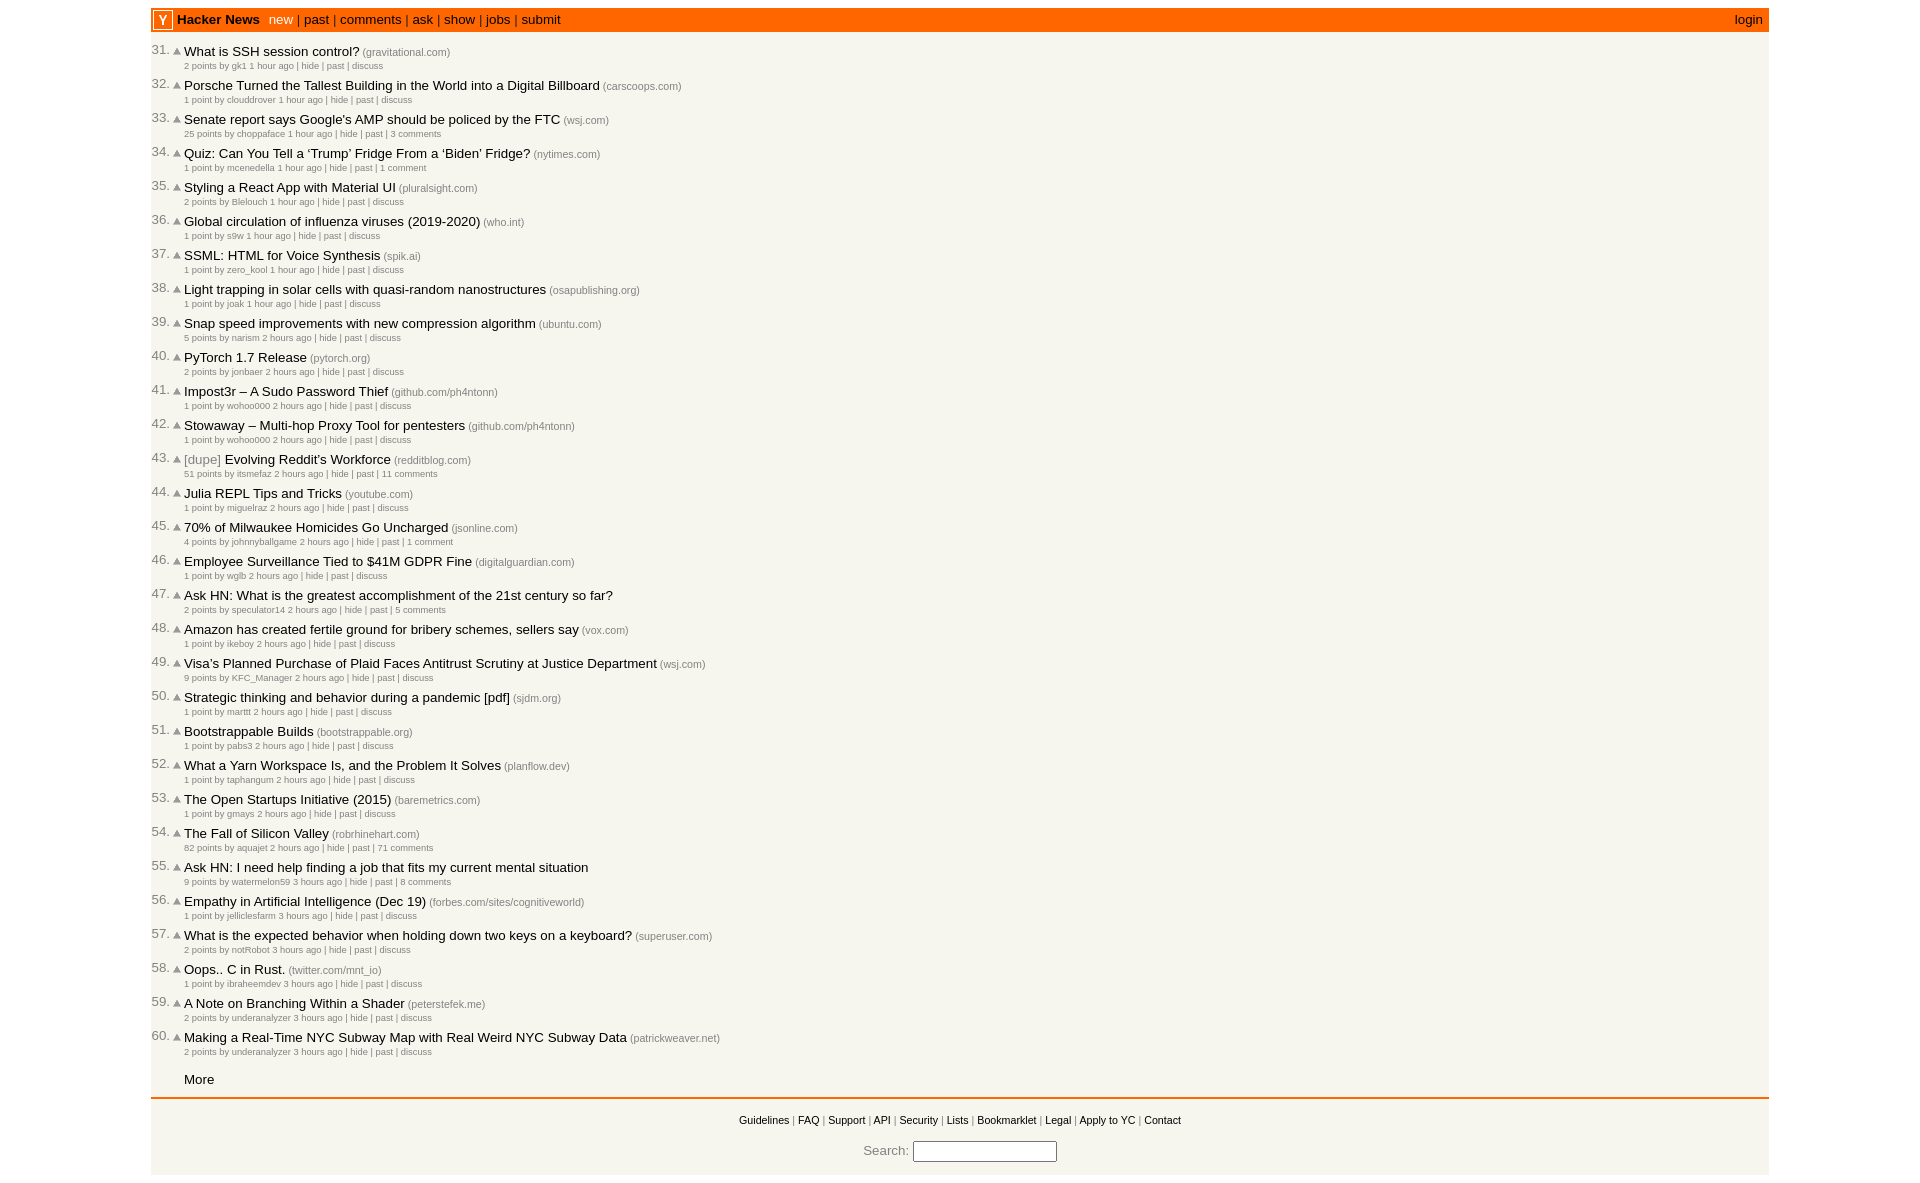 Y Hacker News new | past | comments | ask | show | jobs | submit login
31. What is SSH session control? (gravitational.com)
2 points by gk1 1 hour ago | hide | past | discuss
32. Porsche Turned the Tallest Building in the World into a Digital Billboard (carscoops.com)
1 point by clouddrover 1 hour ago | hide | past | discuss
33. Senate report says Google's AMP should be policed by the FTC (wsj.com)
25 points by choppaface 1 hour ago | hide | past | 3 comments
34. Quiz: Can You Tell a ‘Trump’ Fridge From a ‘Biden’ Fridge? (nytimes.com)
1 point by mcenedella 1 hour ago | hide | past | 1 comment
35. Styling a React App with Material UI (pluralsight.com)
2 points by Blelouch 1 hour ago | hide | past | discuss
36. Global circulation of influenza viruses (2019-2020) (who.int)
1 point by s9w 1 hour ago | hide | past | discuss
37. SSML: HTML for Voice Synthesis (spik.ai)
1 point by zero_kool 1 hour ago | hide | past | discuss
38. Light trapping in solar cells with quasi-random nanostructures (osapublishing.org)
1 point by joak 1 hour ago | hide | past | discuss
39. Snap speed improvements with new compression algorithm (ubuntu.com)
5 points by narism 2 hours ago | hide | past | discuss
40. PyTorch 1.7 Release (pytorch.org)
2 points by jonbaer 2 hours ago | hide | past | discuss
41. Impost3r – A Sudo Password Thief (github.com/ph4ntonn)
1 point by wohoo000 2 hours ago | hide | past | discuss
42. Stowaway – Multi-hop Proxy Tool for pentesters (github.com/ph4ntonn)
1 point by wohoo000 2 hours ago | hide | past | discuss
43. [dupe] Evolving Reddit’s Workforce (redditblog.com)
51 points by itsmefaz 2 hours ago | hide | past | 11 comments
44. Julia REPL Tips and Tricks (youtube.com)
1 point by miguelraz 2 hours ago | hide | past | discuss
45. 70% of Milwaukee Homicides Go Uncharged (jsonline.com)
4 points by johnnyballgame 2 hours ago | hide | past | 1 comment
46. Employee Surveillance Tied to $41M GDPR Fine (digitalguardian.com)
1 point by wglb 2 hours ago | hide | past | discuss
47. Ask HN: What is the greatest accomplishment of the 21st century so far?
2 points by speculator14 2 hours ago | hide | past | 5 comments
48. Amazon has created fertile ground for bribery schemes, sellers say (vox.com)
1 point by ikeboy 2 hours ago | hide | past | discuss
49. Visa’s Planned Purchase of Plaid Faces Antitrust Scrutiny at Justice Department (wsj.com)
9 points by KFC_Manager 2 hours ago | hide | past | discuss
50. Strategic thinking and behavior during a pandemic [pdf] (sjdm.org)
1 point by marttt 2 hours ago | hide | past | discuss
51. Bootstrappable Builds (bootstrappable.org)
1 point by pabs3 2 hours ago | hide | past | discuss
52. What a Yarn Workspace Is, and the Problem It Solves (planflow.dev)
1 point by taphangum 2 hours ago | hide | past | discuss
53. The Open Startups Initiative (2015) (baremetrics.com)
1 point by gmays 2 hours ago | hide | past | discuss
54. The Fall of Silicon Valley (robrhinehart.com)
82 points by aquajet 2 hours ago | hide | past | 71 comments
55. Ask HN: I need help finding a job that fits my current mental situation
9 points by watermelon59 3 hours ago | hide | past | 8 comments
56. Empathy in Artificial Intelligence (Dec 19) (forbes.com/sites/cognitiveworld)
1 point by jelliclesfarm 3 hours ago | hide | past | discuss
57. What is the expected behavior when holding down two keys on a keyboard? (superuser.com)
2 points by notRobot 3 hours ago | hide | past | discuss
58. Oops.. C in Rust. (twitter.com/mnt_io)
1 point by ibraheemdev 3 hours ago | hide | past | discuss
59. A Note on Branching Within a Shader (peterstefek.me)
2 points by underanalyzer 3 hours ago | hide | past | discuss
60. Making a Real-Time NYC Subway Map with Real Weird NYC Subway Data (patrickweaver.net)
2 points by underanalyzer 3 hours ago | hide | past | discuss
More
Guidelines | FAQ | Support | API | Security | Lists | Bookmarklet | Legal | Apply to YC | Contact
Search: